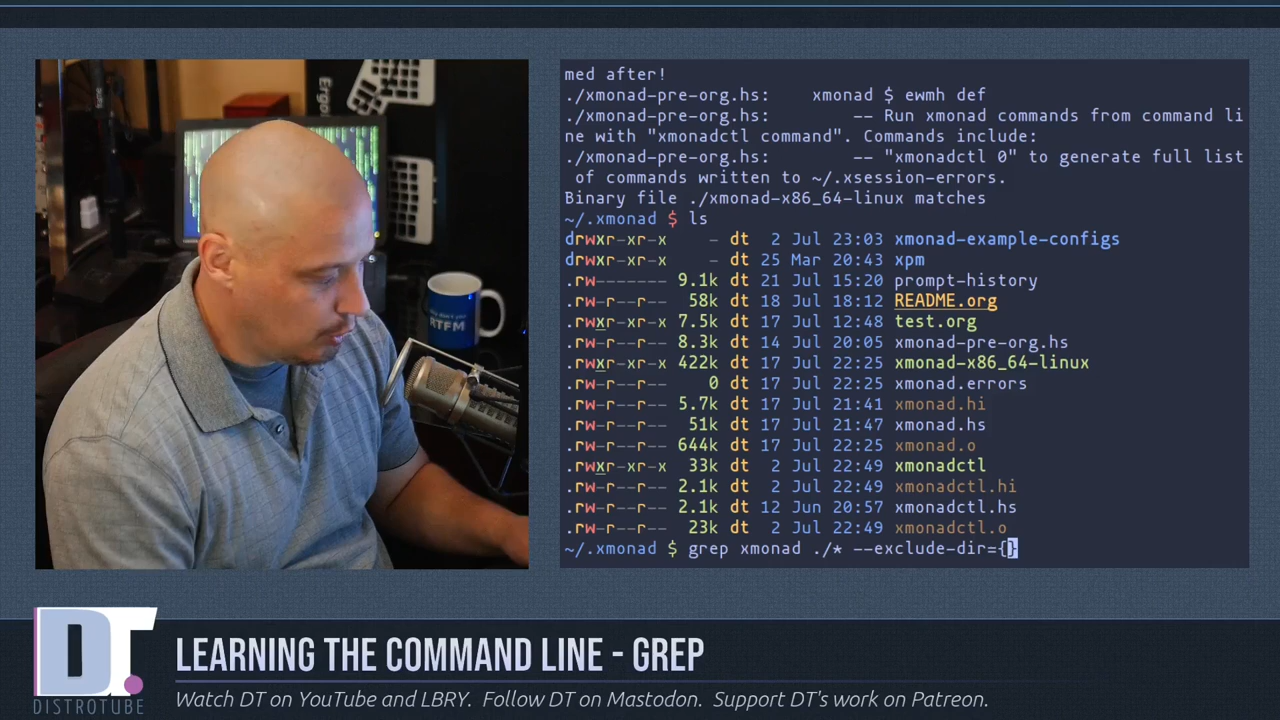 Ergo
RTFM
med after!
./xmonad-pre-org.hs:    xmonad $ ewmh def
./xmonad-pre-org.hs:        -- Run xmonad commands from command li
ne with "xmonadctl command". Commands include:
./xmonad-pre-org.hs:        -- "xmonadctl 0" to generate full list
 of commands written to ~/.xsession-errors.
Binary file ./xmonad-x86_64-linux matches
~/.xmonad $ ls
drwxr-xr-x    - dt  2 Jul 23:03 xmonad-example-configs
drwxr-xr-x    - dt 25 Mar 20:43 xpm
.rw------- 9.1k dt 21 Jul 15:20 prompt-history
.rw-r--r--  58k dt 18 Jul 18:12 README.org
.rwxr-xr-x 7.5k dt 17 Jul 12:48 test.org
.rw-r--r-- 8.3k dt 14 Jul 20:05 xmonad-pre-org.hs
.rwxr-xr-x 422k dt 17 Jul 22:25 xmonad-x86_64-linux
.rw-r--r--    0 dt 17 Jul 22:25 xmonad.errors
.rw-r--r-- 5.7k dt 17 Jul 21:41 xmonad.hi
.rw-r--r--  51k dt 17 Jul 21:47 xmonad.hs
.rw-r--r-- 644k dt 17 Jul 22:25 xmonad.o
.rwxr-xr-x  33k dt  2 Jul 22:49 xmonadctl
.rw-r--r-- 2.1k dt  2 Jul 22:49 xmonadctl.hi
.rw-r--r-- 2.1k dt 12 Jun 20:57 xmonadctl.hs
.rw-r--r--  23k dt  2 Jul 22:49 xmonadctl.o
~/.xmonad $ grep xmonad ./* --exclude-dir={}
DT
DISTROTUBE
LEARNING THE COMMAND LINE - GREP
Watch DT on YouTube and LBRY. Follow DT on Mastodon. Support DT's work on Patreon.